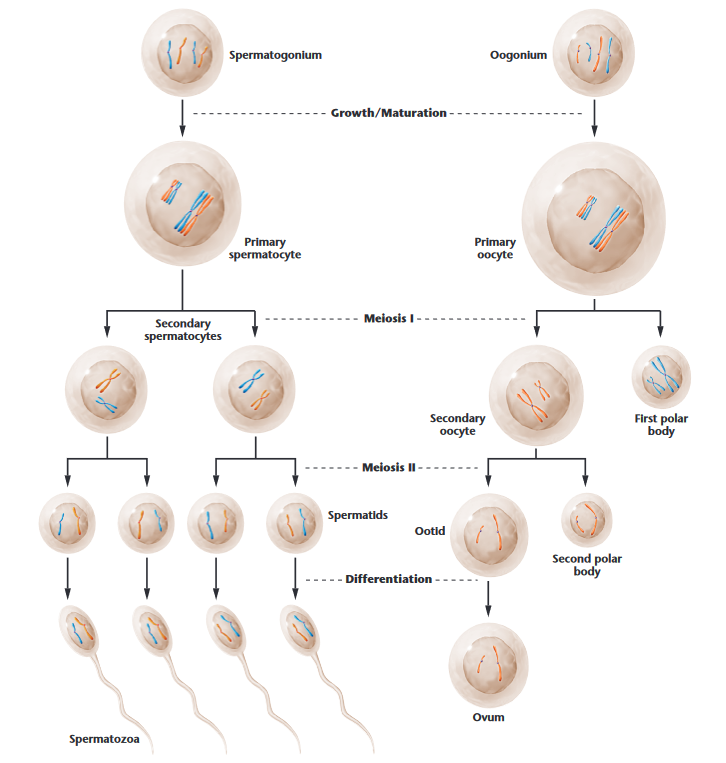 Spermatogonium
Oogonium
Growth/Maturation
Primary
spermatocyte
Primary
oocyte
Meiosis I
Secondary
spermatocytes
Secondary
oocyte
First polar
body
Meiosis II
Spermatids
Ootid
Second polar
body
Differentiation
Ovum
Spermatozoa